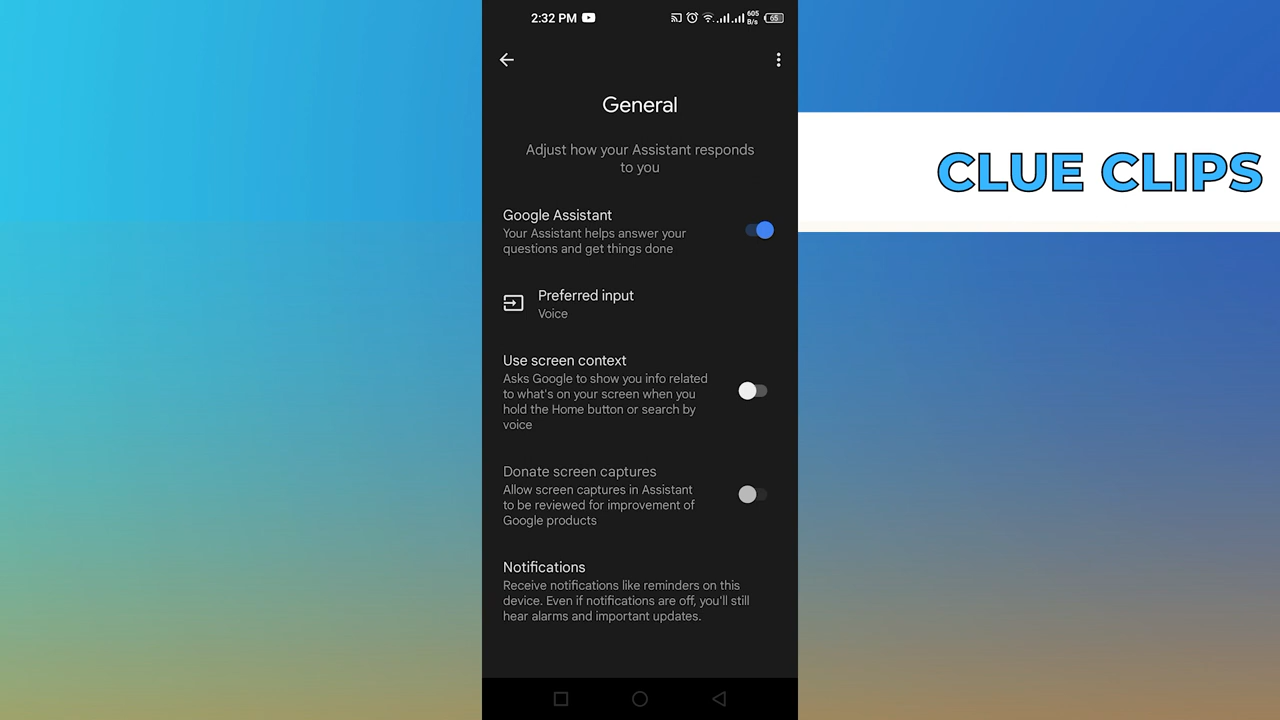 2:32 PM
605
B/s
65
General
Adjust how your Assistant responds
to you
CLUE CLIPS
Google Assistant
Your Assistant helps answer your
questions and get things done
Preferred input
Voice
Use screen context
Asks Google to show you info related
to what's on your screen when you
hold the Home button or search by
voice
Donate screen captures
Allow screen captures in Assistant
to be reviewed for improvement of
Google products
Notifications
Receive notifications like reminders on this
device. Even if notifications are off, you'll still
hear alarms and important updates.